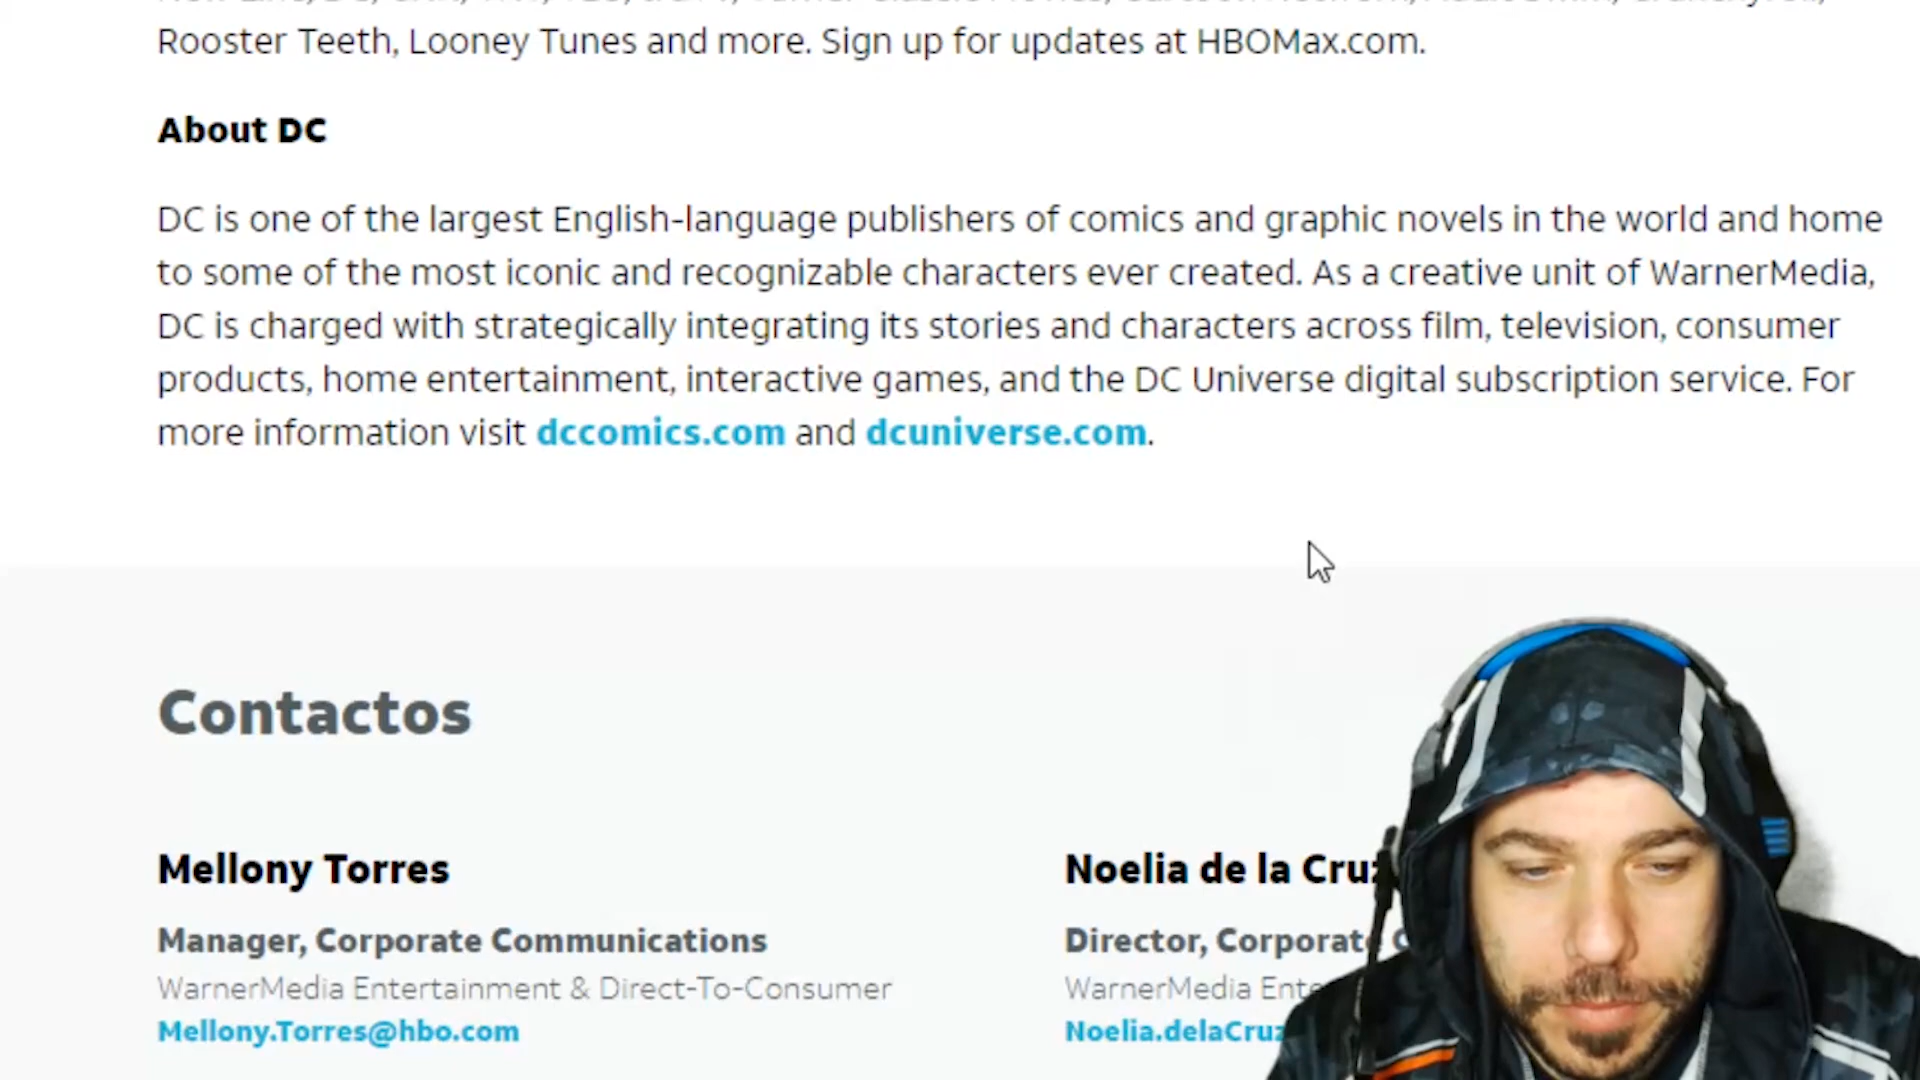 Rooster Teeth, Looney Tunes and more. Sign up for updates at HBOMax.com.
About DC
DC is one of the largest English-language publishers of comics and graphic novels in the world and home
to some of the most iconic and recognizable characters ever created. As a creative unit of WarnerMedia,
DC is charged with strategically integrating its stories and characters across film, television, consumer
products, home entertainment, interactive games, and the DC Universe digital subscription service. For
more information visit dccomics.com and dcuniverse.com.
Contactos
Mellony Torres
Noelia de la
Manager, Corporate Communications
Director, Corporate
WarnerMedia Entertainment & Direct-To-Consumer
WarnerMedia
Mellony.Torres@hbo.com